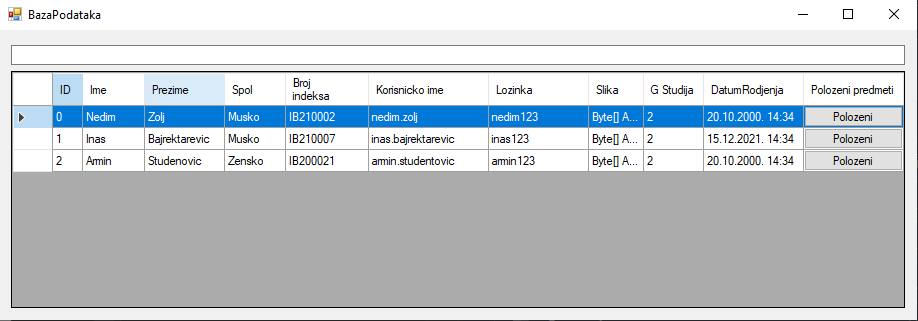 BazaPodataka
ID Ime Prezime Spol Broj indeksa Korisnicko ime Lozinka Slika G Studija DatumRodjenja Polozeni predmeti
0 Nedim Zolj Musko IB210002 nedim.zolj nedim123 Byte[] A... 2 20.10.2000. 14:34 Polozeni
1 Inas Bajrektarevic Musko IB210007 inas.bajrektarevic inas123 Byte[] A... 2 15.12.2021. 14:34 Polozeni
2 Armin Studenovic Zensko IB200021 armin.studentovic armin123 Byte[] A... 2 20.10.2000. 14:34 Polozeni